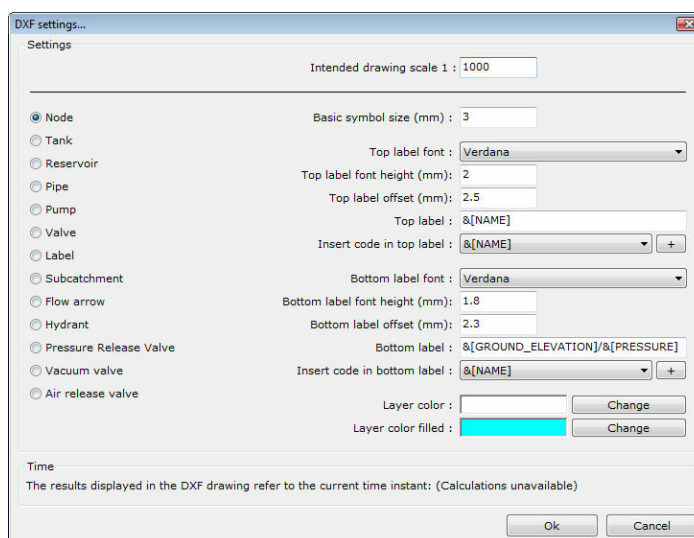 DXF settings...
Settings
Intended drawing scale 1 : 1000
Node
Basic symbol size (mm) : 3
Tank
Top label font : Verdana
Reservoir
Top label font height (mm): 2
Pipe
Top label offset (mm): 2.5
Pump
Top label : &[NAME]
Valve
Insert code in top label : &[NAME] +
Label
Subcatchment
Bottom label font : Verdana
Flow arrow
Bottom label font height (mm): 1.8
Hydrant
Bottom label offset (mm): 2.3
Pressure Release Valve
Bottom label : &[GROUND_ELEVATION]/&[PRESSURE]
Vacuum valve
Insert code in bottom label : &[NAME] +
Air release valve
Layer color : Change
Layer color filled : Change
Time
The results displayed in the DXF drawing refer to the current time instant: (Calculations unavailable)
Ok Cancel